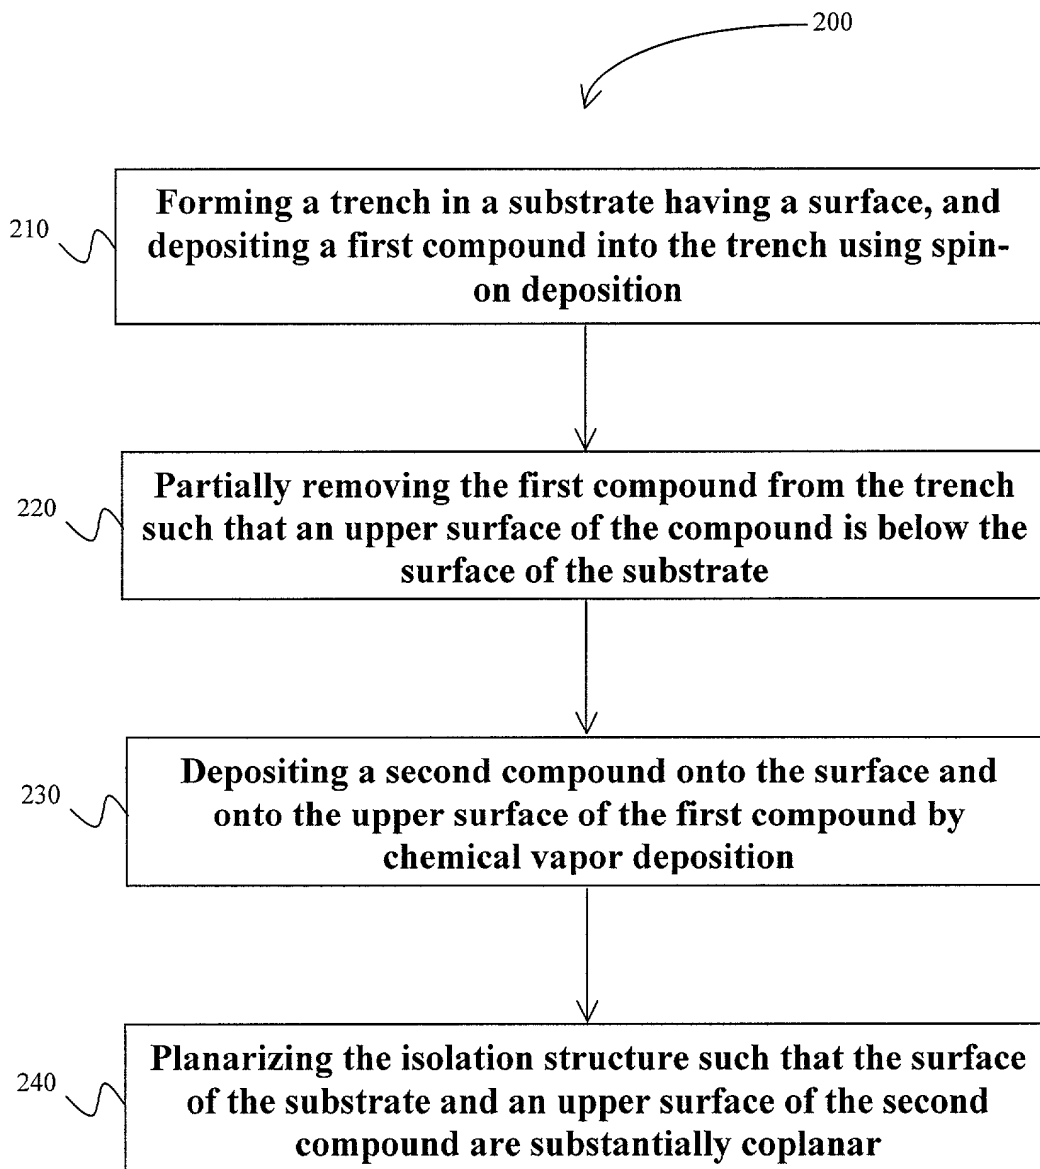 200
210
Forming a trench in a substrate having a surface, and
depositing a first compound into the trench using spin-
on deposition
220
Partially removing the first compound from the trench
such that an upper surface of the compound is below the
surface of the substrate
230
Depositing a second compound onto the surface and
onto the upper surface of the first compound by
chemical vapor deposition
240
Planarizing the isolation structure such that the surface
of the substrate and an upper surface of the second
compound are substantially coplanar